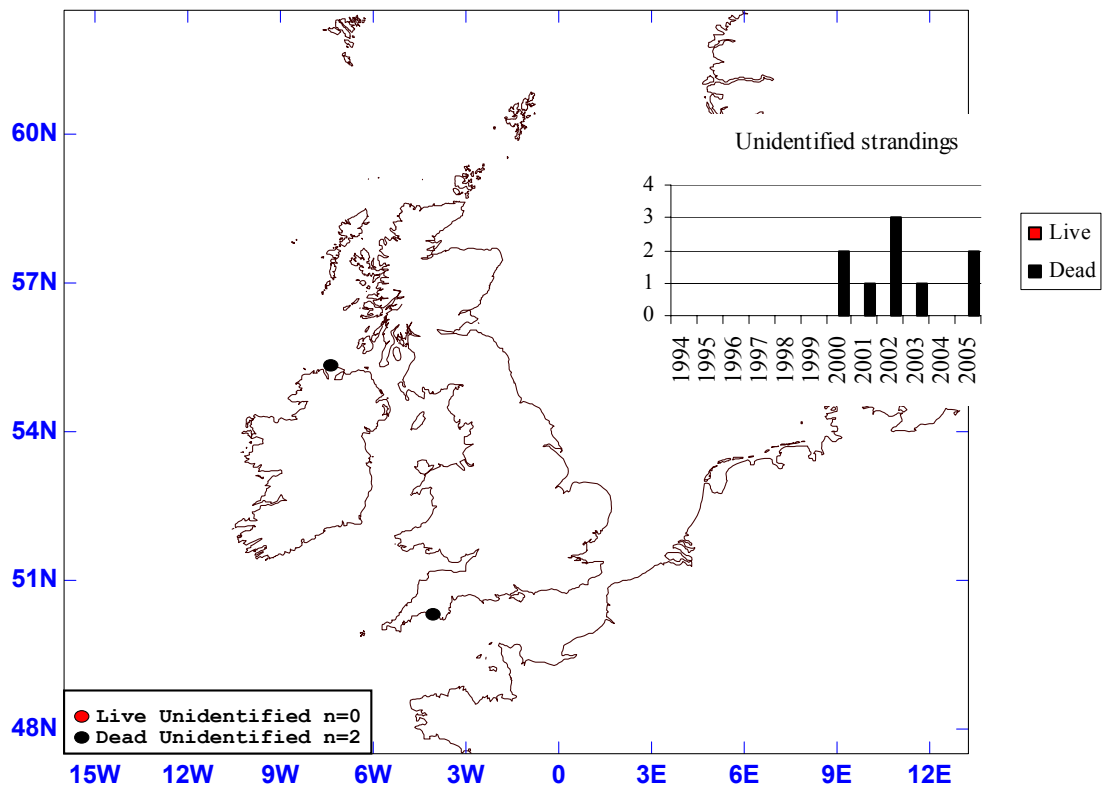 60N
57N
54N
51N
48N
15W 12W 9W 6W 3W 0 3E 6E 9E 12E
Unidentified strandings
4
3
2
1
0
1994 1995 1996 1997 1998 1999 2000 2001 2002 2003 2004 2005
Live
Dead
Live Unidentified n=0
Dead Unidentified n=2